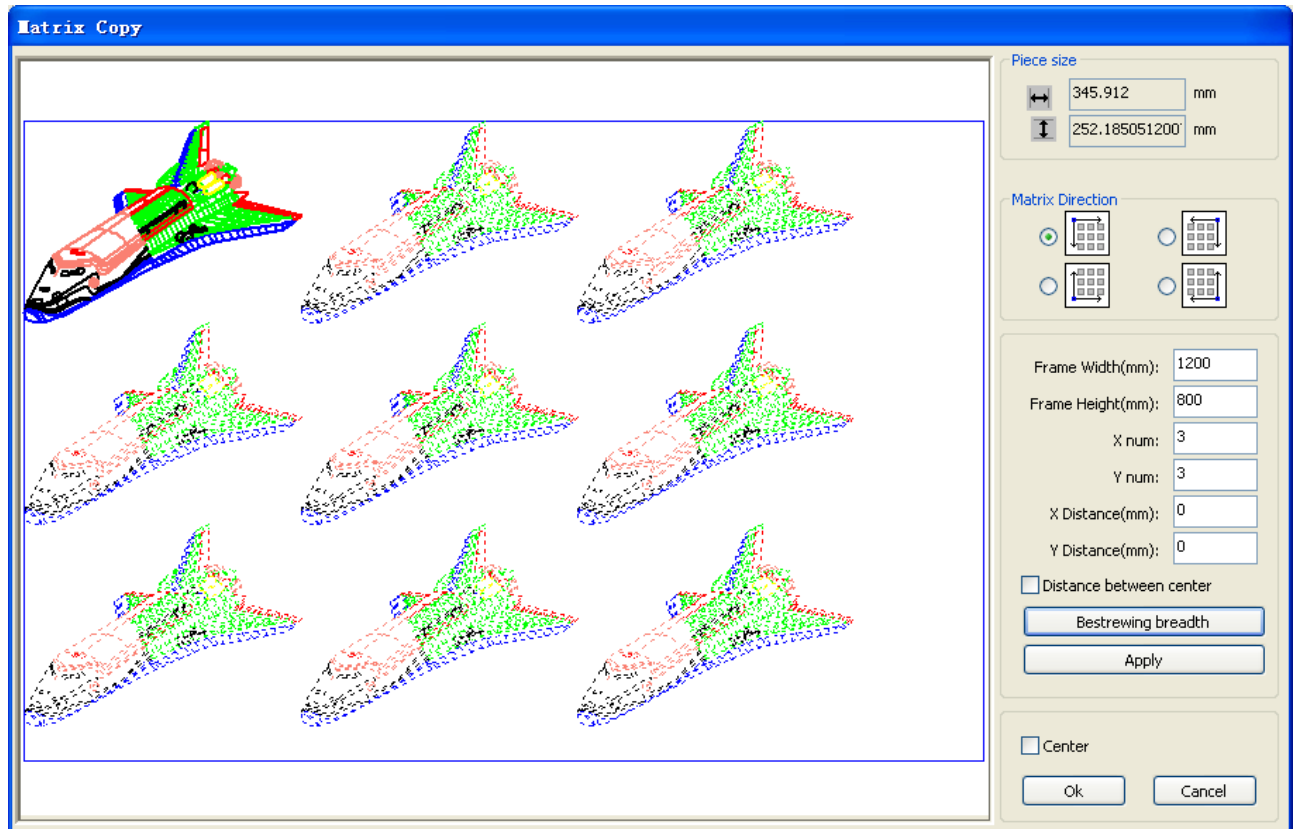 Matrix Copy
Piece size
345.912 mm
252.185051200 mm
Matrix Direction
Frame Width(mm): 1200
Frame Height(mm): 800
X num: 3
Y num: 3
X Distance(mm): 0
Y Distance(mm): 0
Distance between center
Bestrewing breadth
Apply
Center
Ok Cancel